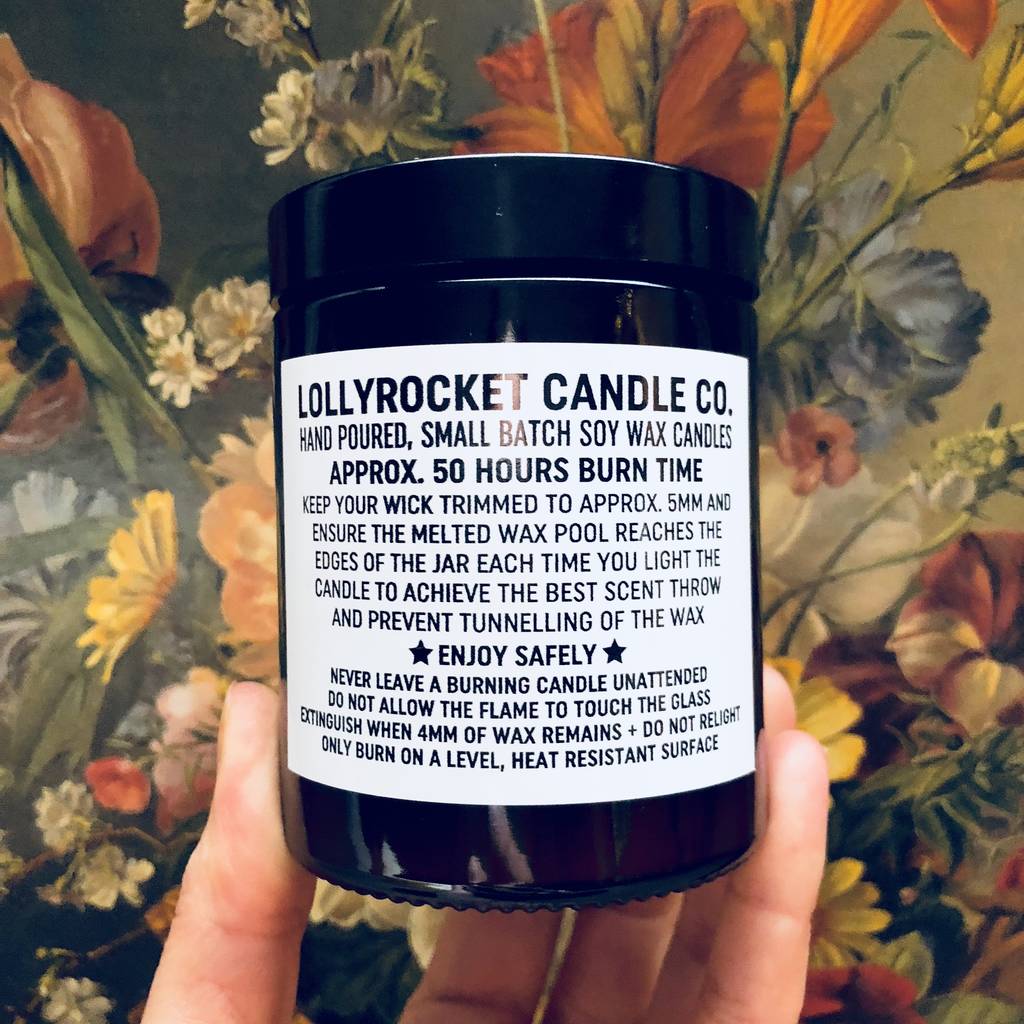 LOLLYROCKET CANDLE CO.
HAND POURED, SMALL BATCH SOY WAX CANDLES
APPROX. 50 HOURS BURN TIME
KEEP YOUR WICK TRIMMED TO APPROX. 5MM AND
ENSURE THE MELTED WAX POOL REACHES THE
EDGES OF THE JAR EACH TIME YOU LIGHT THE
CANDLE TO ACHIEVE THE BEST SCENT THROW
AND PREVENT TUNNELLING OF THE WAX
★ ENJOY SAFELY ★
NEVER LEAVE A BURNING CANDLE UNATTENDED
DO NOT ALLOW THE FLAME TO TOUCH THE GLASS
EXTINGUISH WHEN 4MM OF WAX REMAINS + DO NOT RELIGHT
ONLY BURN ON A LEVEL, HEAT RESISTANT SURFACE